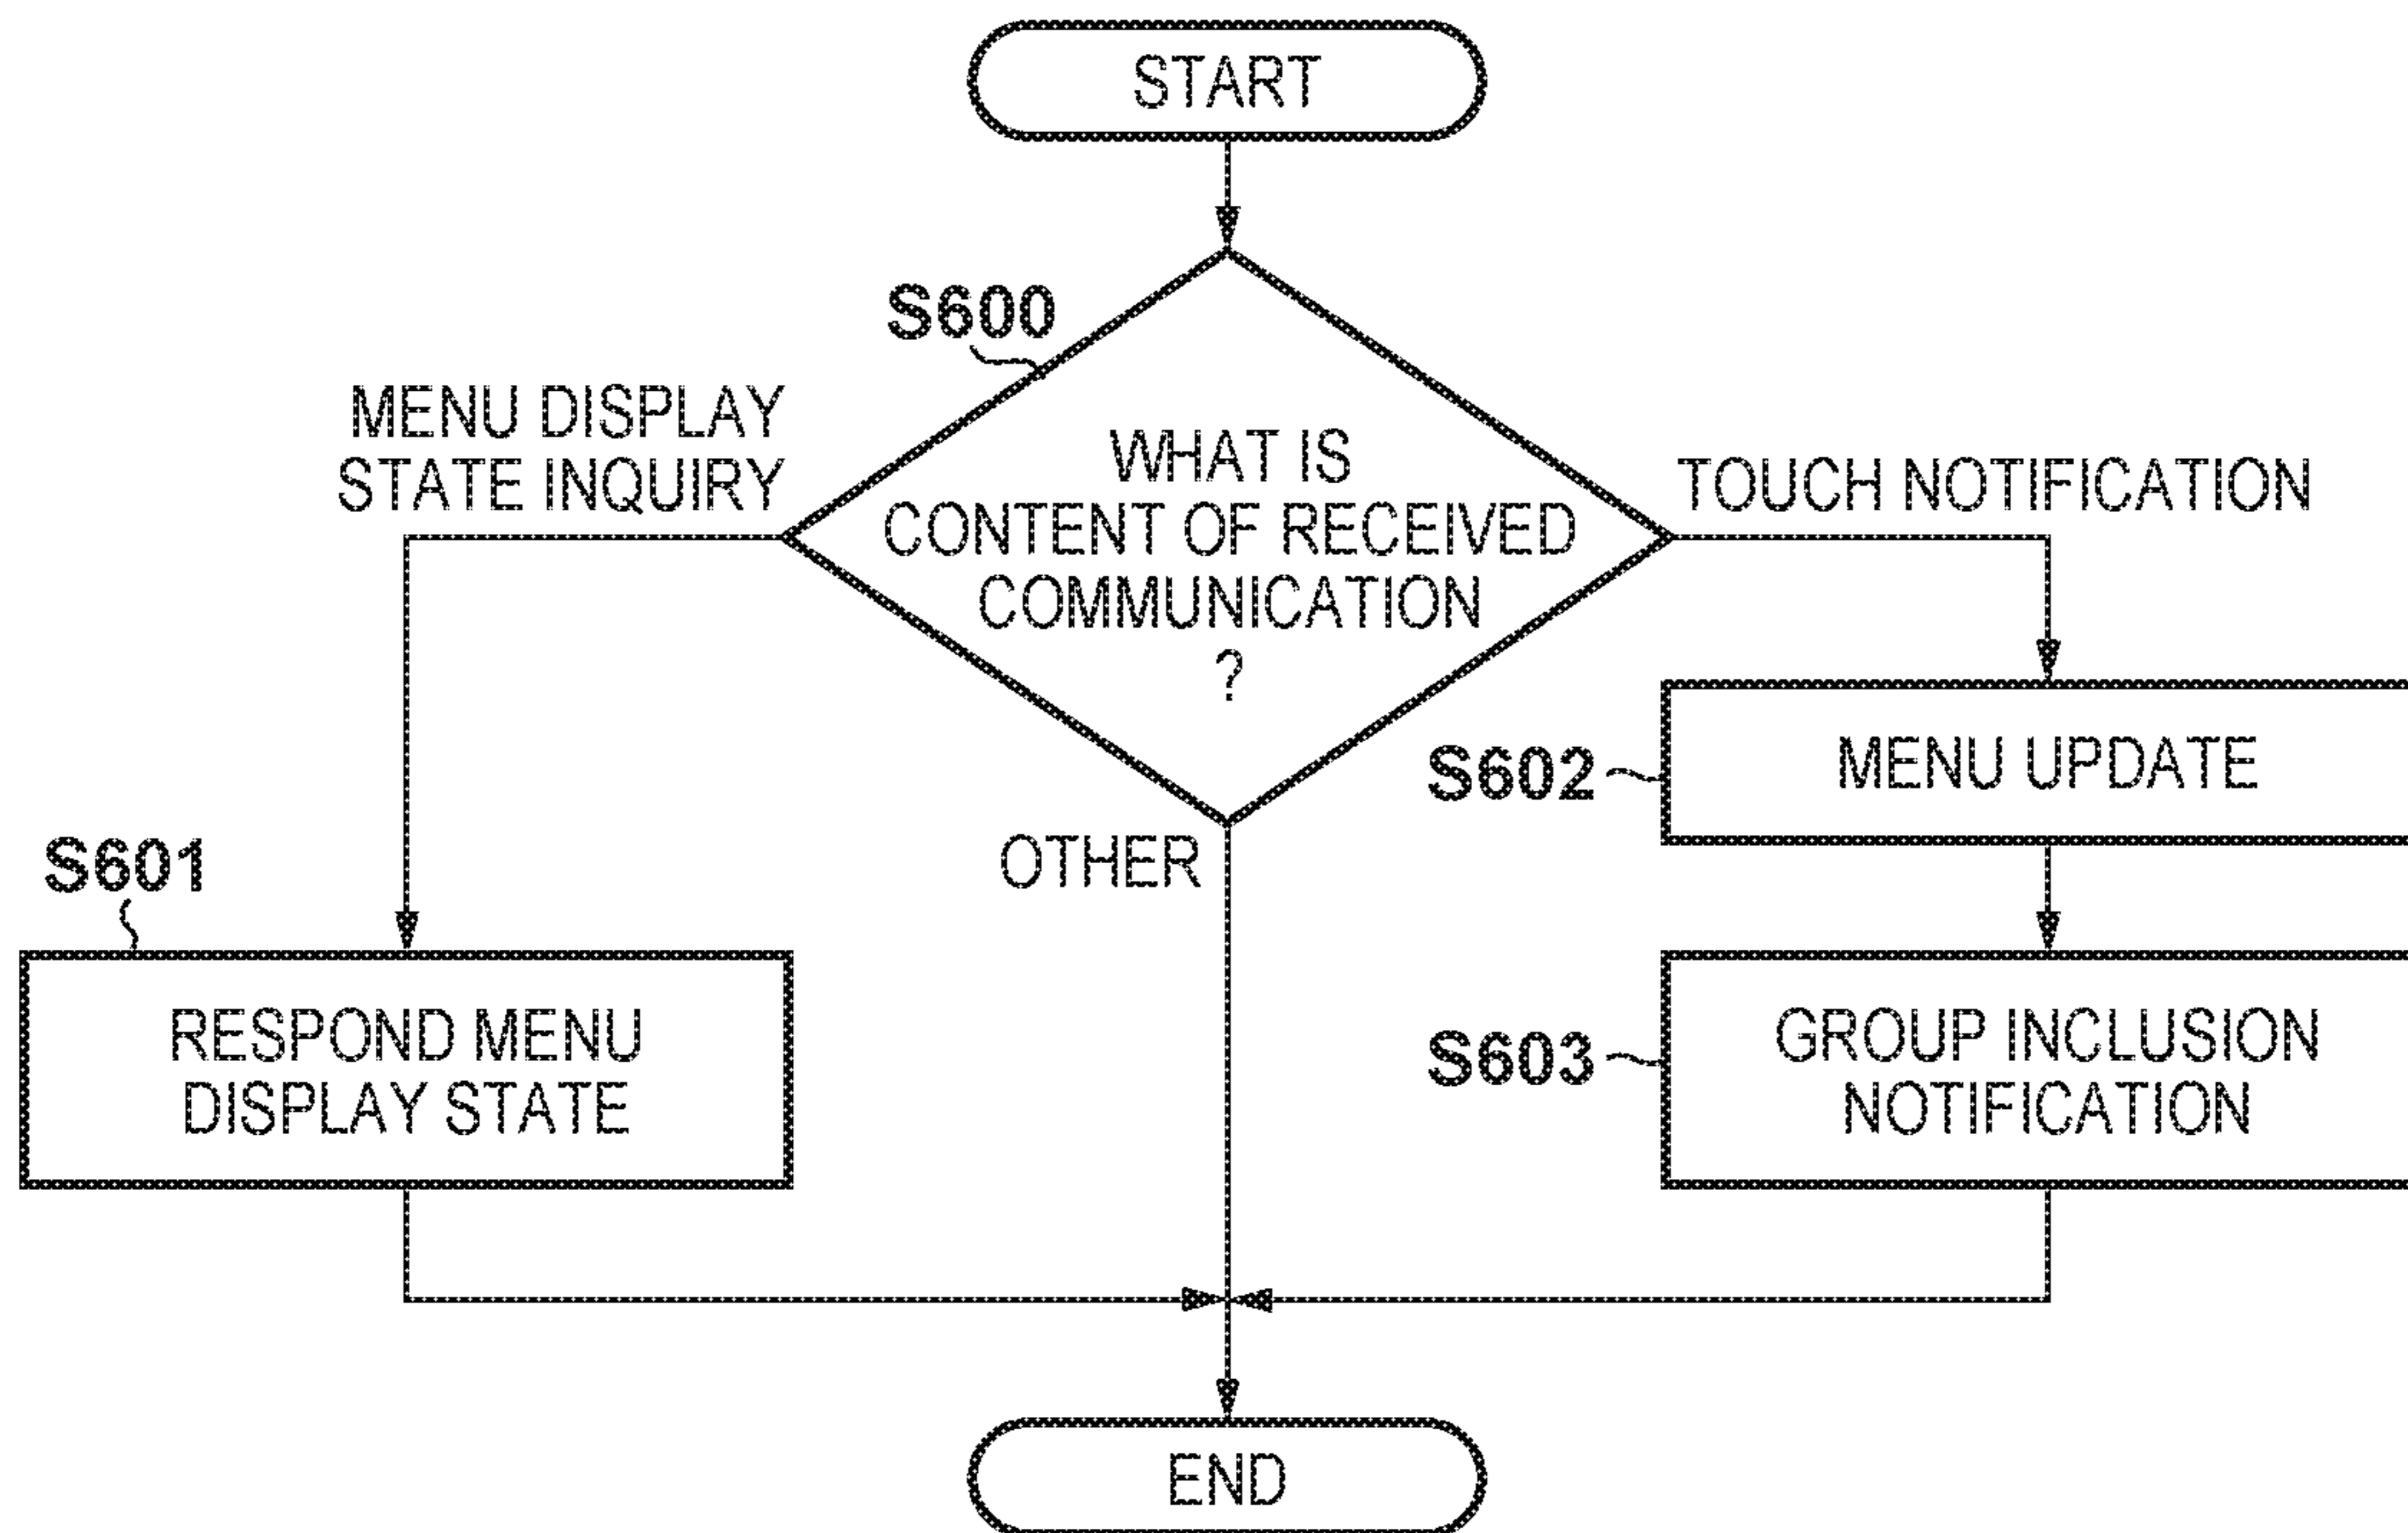 START
S600
MENU DISPLAY
STATE INQUIRY
WHAT IS
CONTENT OF RECEIVED
COMMUNICATION
?
TOUCH NOTIFICATION
S602
MENU UPDATE
OTHER
S601
RESPOND MENU
DISPLAY STATE
S603
GROUP INCLUSION
NOTIFICATION
END